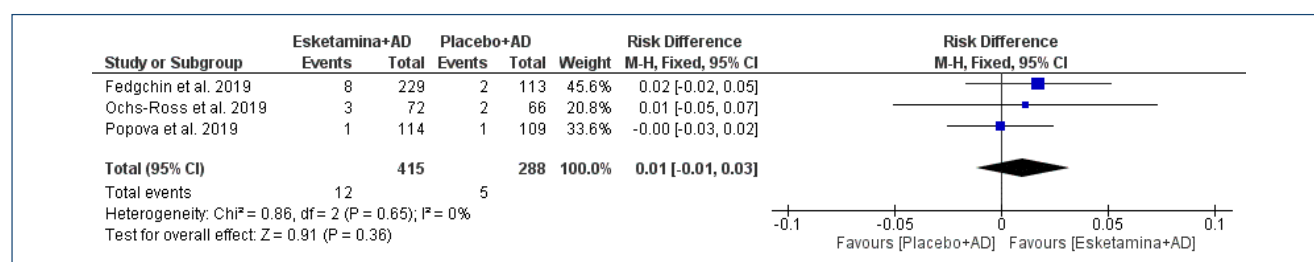 Esketamina+AD Placebo+AD Risk Difference Risk Difference
Study or Subgroup Events Total Events Total Weight M-H, Fixed, 95% CI M-H, Fixed, 95% CI
Fedgchin et al. 2019 8 229 2 113 45.6% 0.02 [-0.02, 0.05]
Ochs-Ross et al. 2019 3 72 2 66 20.8% 0.01 [-0.05, 0.07]
Popova et al. 2019 1 114 1 109 33.6% -0.00 [-0.03, 0.02]
Total (95% CI) 415 288 100.0% 0.01 [-0.01, 0.03]
Total events 12 5
Heterogeneity: Chi² = 0.86, df = 2 (P = 0.65); I² = 0%
Test for overall effect: Z = 0.91 (P = 0.36)
-0.1 -0.05 0 0.05 0.1
Favours [Placebo+AD] Favours [Esketamina+AD]